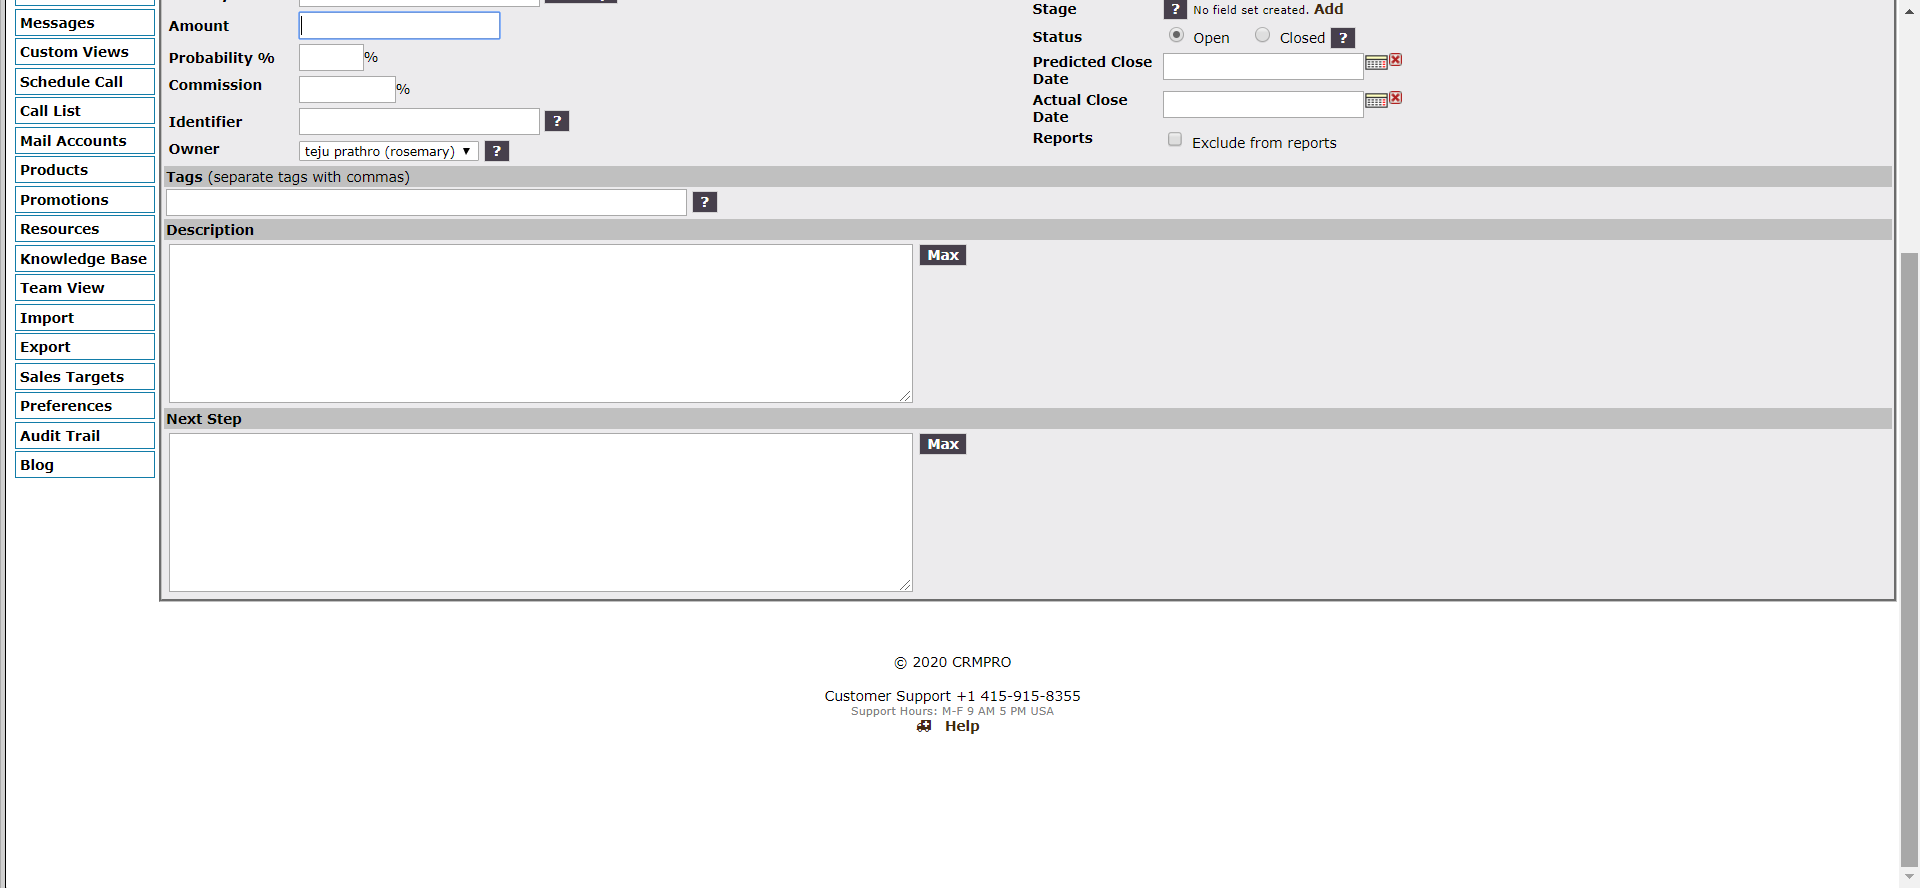 Messages
Custom Views
Schedule Call
Call List
Mail Accounts
Products
Promotions
Resources
Knowledge Base
Team View
Import
Export
Sales Targets
Preferences
Audit Trail
Blog
Amount
Probability % %
Commission %
Identifier ?
Owner teju prathro (rosemary) ?
Stage ? No field set created. Add
Status Open Closed ?
Predicted Close
Date
Actual Close
Date
Reports Exclude from reports
Tags (separate tags with commas)
?
Description
Max
Next Step
Max
© 2020 CRMPRO
Customer Support +1 415-915-8355
Support Hours: M-F 9 AM 5 PM USA
Help